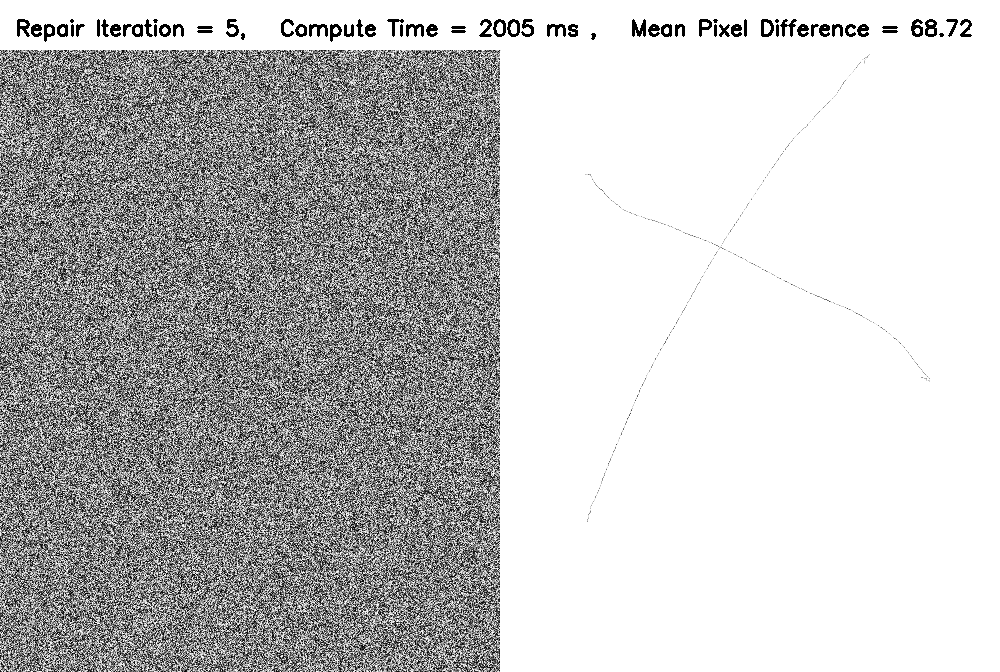 Repair Iteration = 5,   Compute Time = 2005 ms ,   Mean Pixel Difference = 68.72